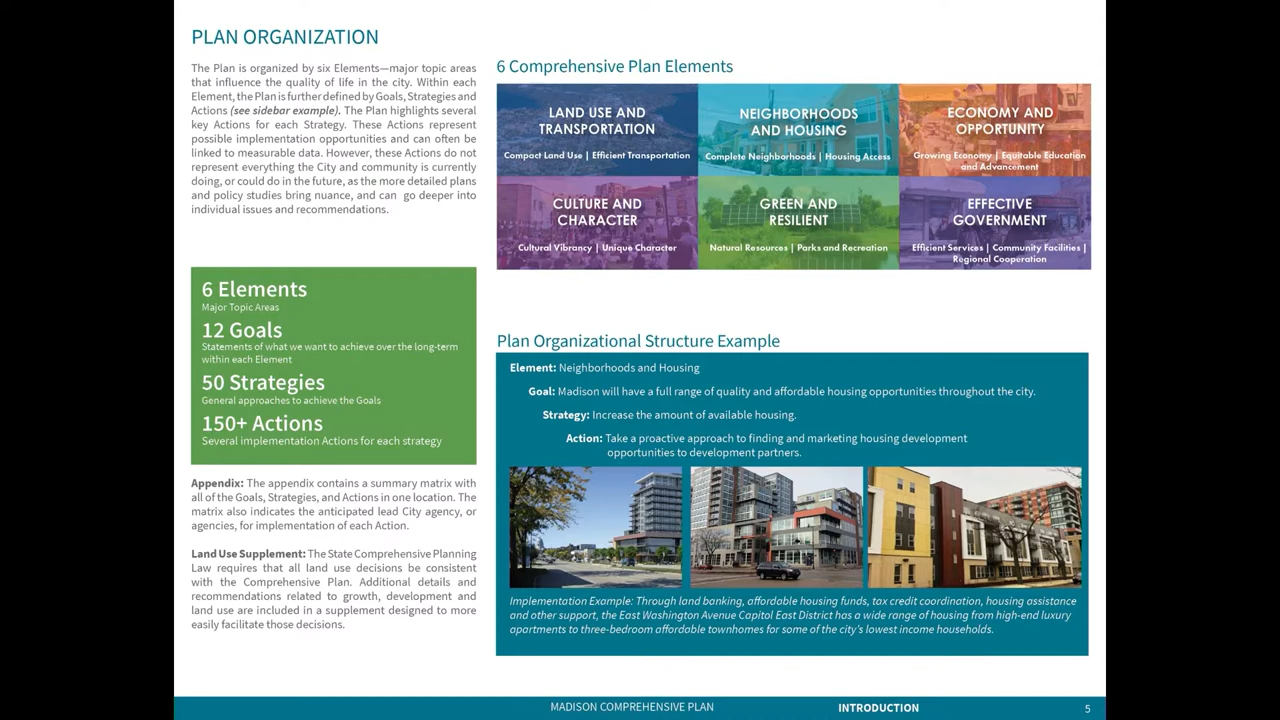 PLAN ORGANIZATION
The Plan is organized by six Elements—major topic areas
that influence the quality of life in the city. Within each
Element, the Plan is further defined by Goals, Strategies and
Actions (see sidebar example). The Plan highlights several
key Actions for each Strategy. These Actions represent
possible implementation opportunities and can often be
linked to measurable data. However, these Actions do not
represent everything the City and community is currently
doing, or could do in the future, as the more detailed plans
and policy studies bring nuance, and can go deeper into
individual issues and recommendations.
6 Elements
Major Topic Areas
12 Goals
Statements of what we want to achieve over the long-term
within each Element
50 Strategies
General approaches to achieve the Goals
150+ Actions
Several implementation Actions for each strategy
Appendix: The appendix contains a summary matrix with
all of the Goals, Strategies, and Actions in one location. The
matrix also indicates the anticipated lead City agency, or
agencies, for implementation of each Action.
Land Use Supplement: The State Comprehensive Planning
Law requires that all land use decisions be consistent
with the Comprehensive Plan. Additional details and
recommendations related to growth, development and
land use are included in a supplement designed to more
easily facilitate those decisions.
6 Comprehensive Plan Elements
LAND USE AND
TRANSPORTATION
Compact Land Use | Efficient Transportation
NEIGHBORHOODS
AND HOUSING
Complete Neighborhoods | Housing Access
ECONOMY AND
OPPORTUNITY
Growing Economy | Equitable Education
and Advancement
CULTURE AND
CHARACTER
Cultural Vibrancy | Unique Character
GREEN AND
RESILIENT
Natural Resources | Parks and Recreation
EFFECTIVE
GOVERNMENT
Efficient Services | Community Facilities |
Regional Cooperation
Plan Organizational Structure Example
Element: Neighborhoods and Housing
Goal: Madison will have a full range of quality and affordable housing opportunities throughout the city.
Strategy: Increase the amount of available housing.
Action: Take a proactive approach to finding and marketing housing development
opportunities to development partners.
Implementation Example: Through land banking, affordable housing funds, tax credit coordination, housing assistance
and other support, the East Washington Avenue Capitol East District has a wide range of housing from high-end luxury
apartments to three-bedroom affordable townhomes for some of the city's lowest income households.
MADISON COMPREHENSIVE PLAN
INTRODUCTION
5